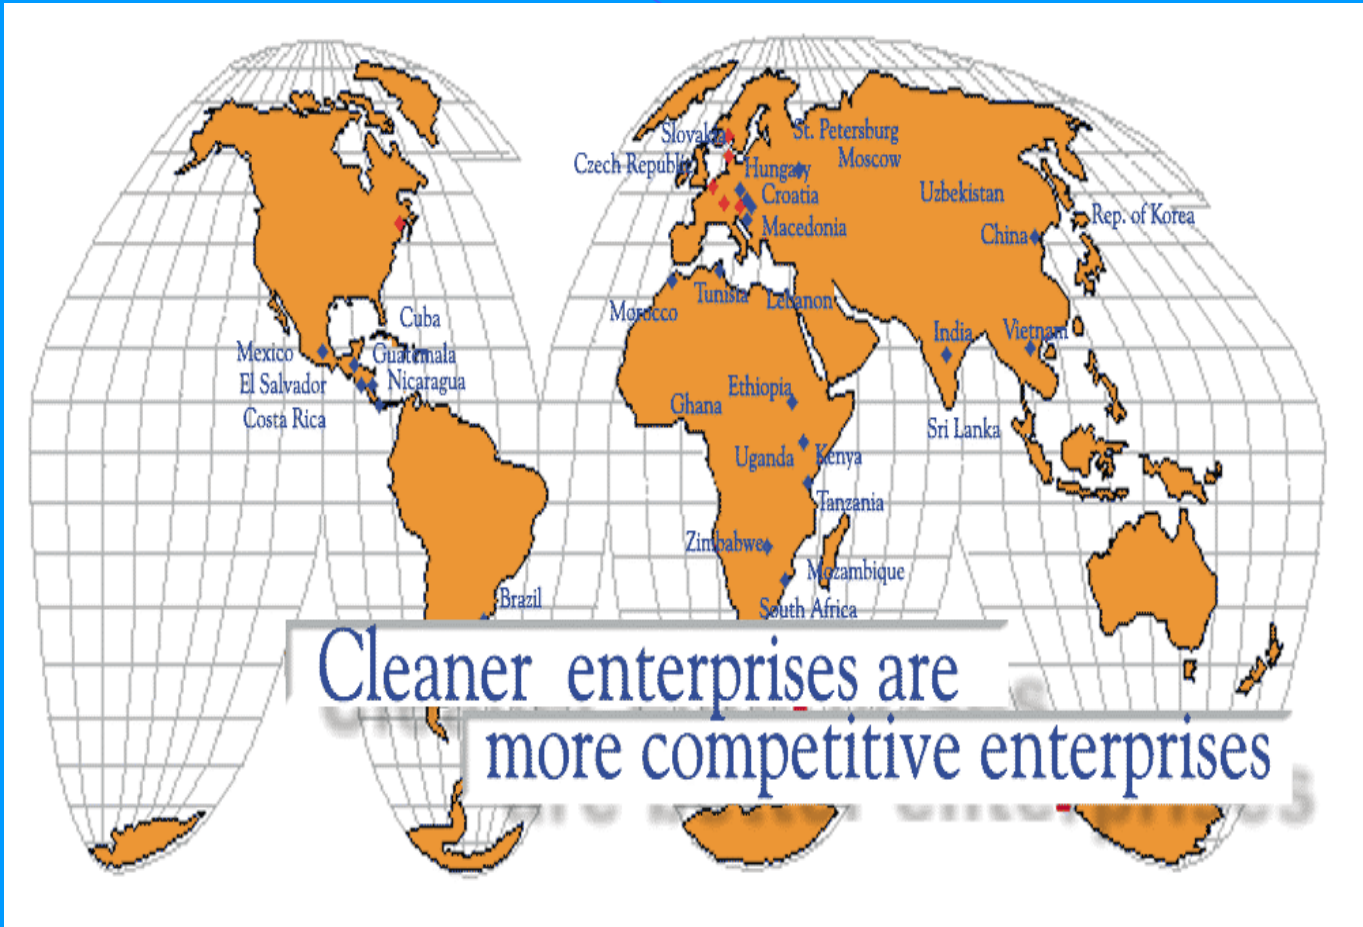 Slovakia
St. Petersburg
Czech Republic
Moscow
Hungary
Uzbekistan
Croatia
Rep. of Korea
Macedonia
China
Tunisia
Lebanon
Morocco
Cuba
India
Vietnam
Mexico
Guatemala
El Salvador
Nicaragua
Ethiopia
Ghana
Costa Rica
Sri Lanka
Uganda
Kenya
Tanzania
Zimbabwe
Mozambique
Brazil
South Africa
Cleaner enterprises are
more competitive enterprises